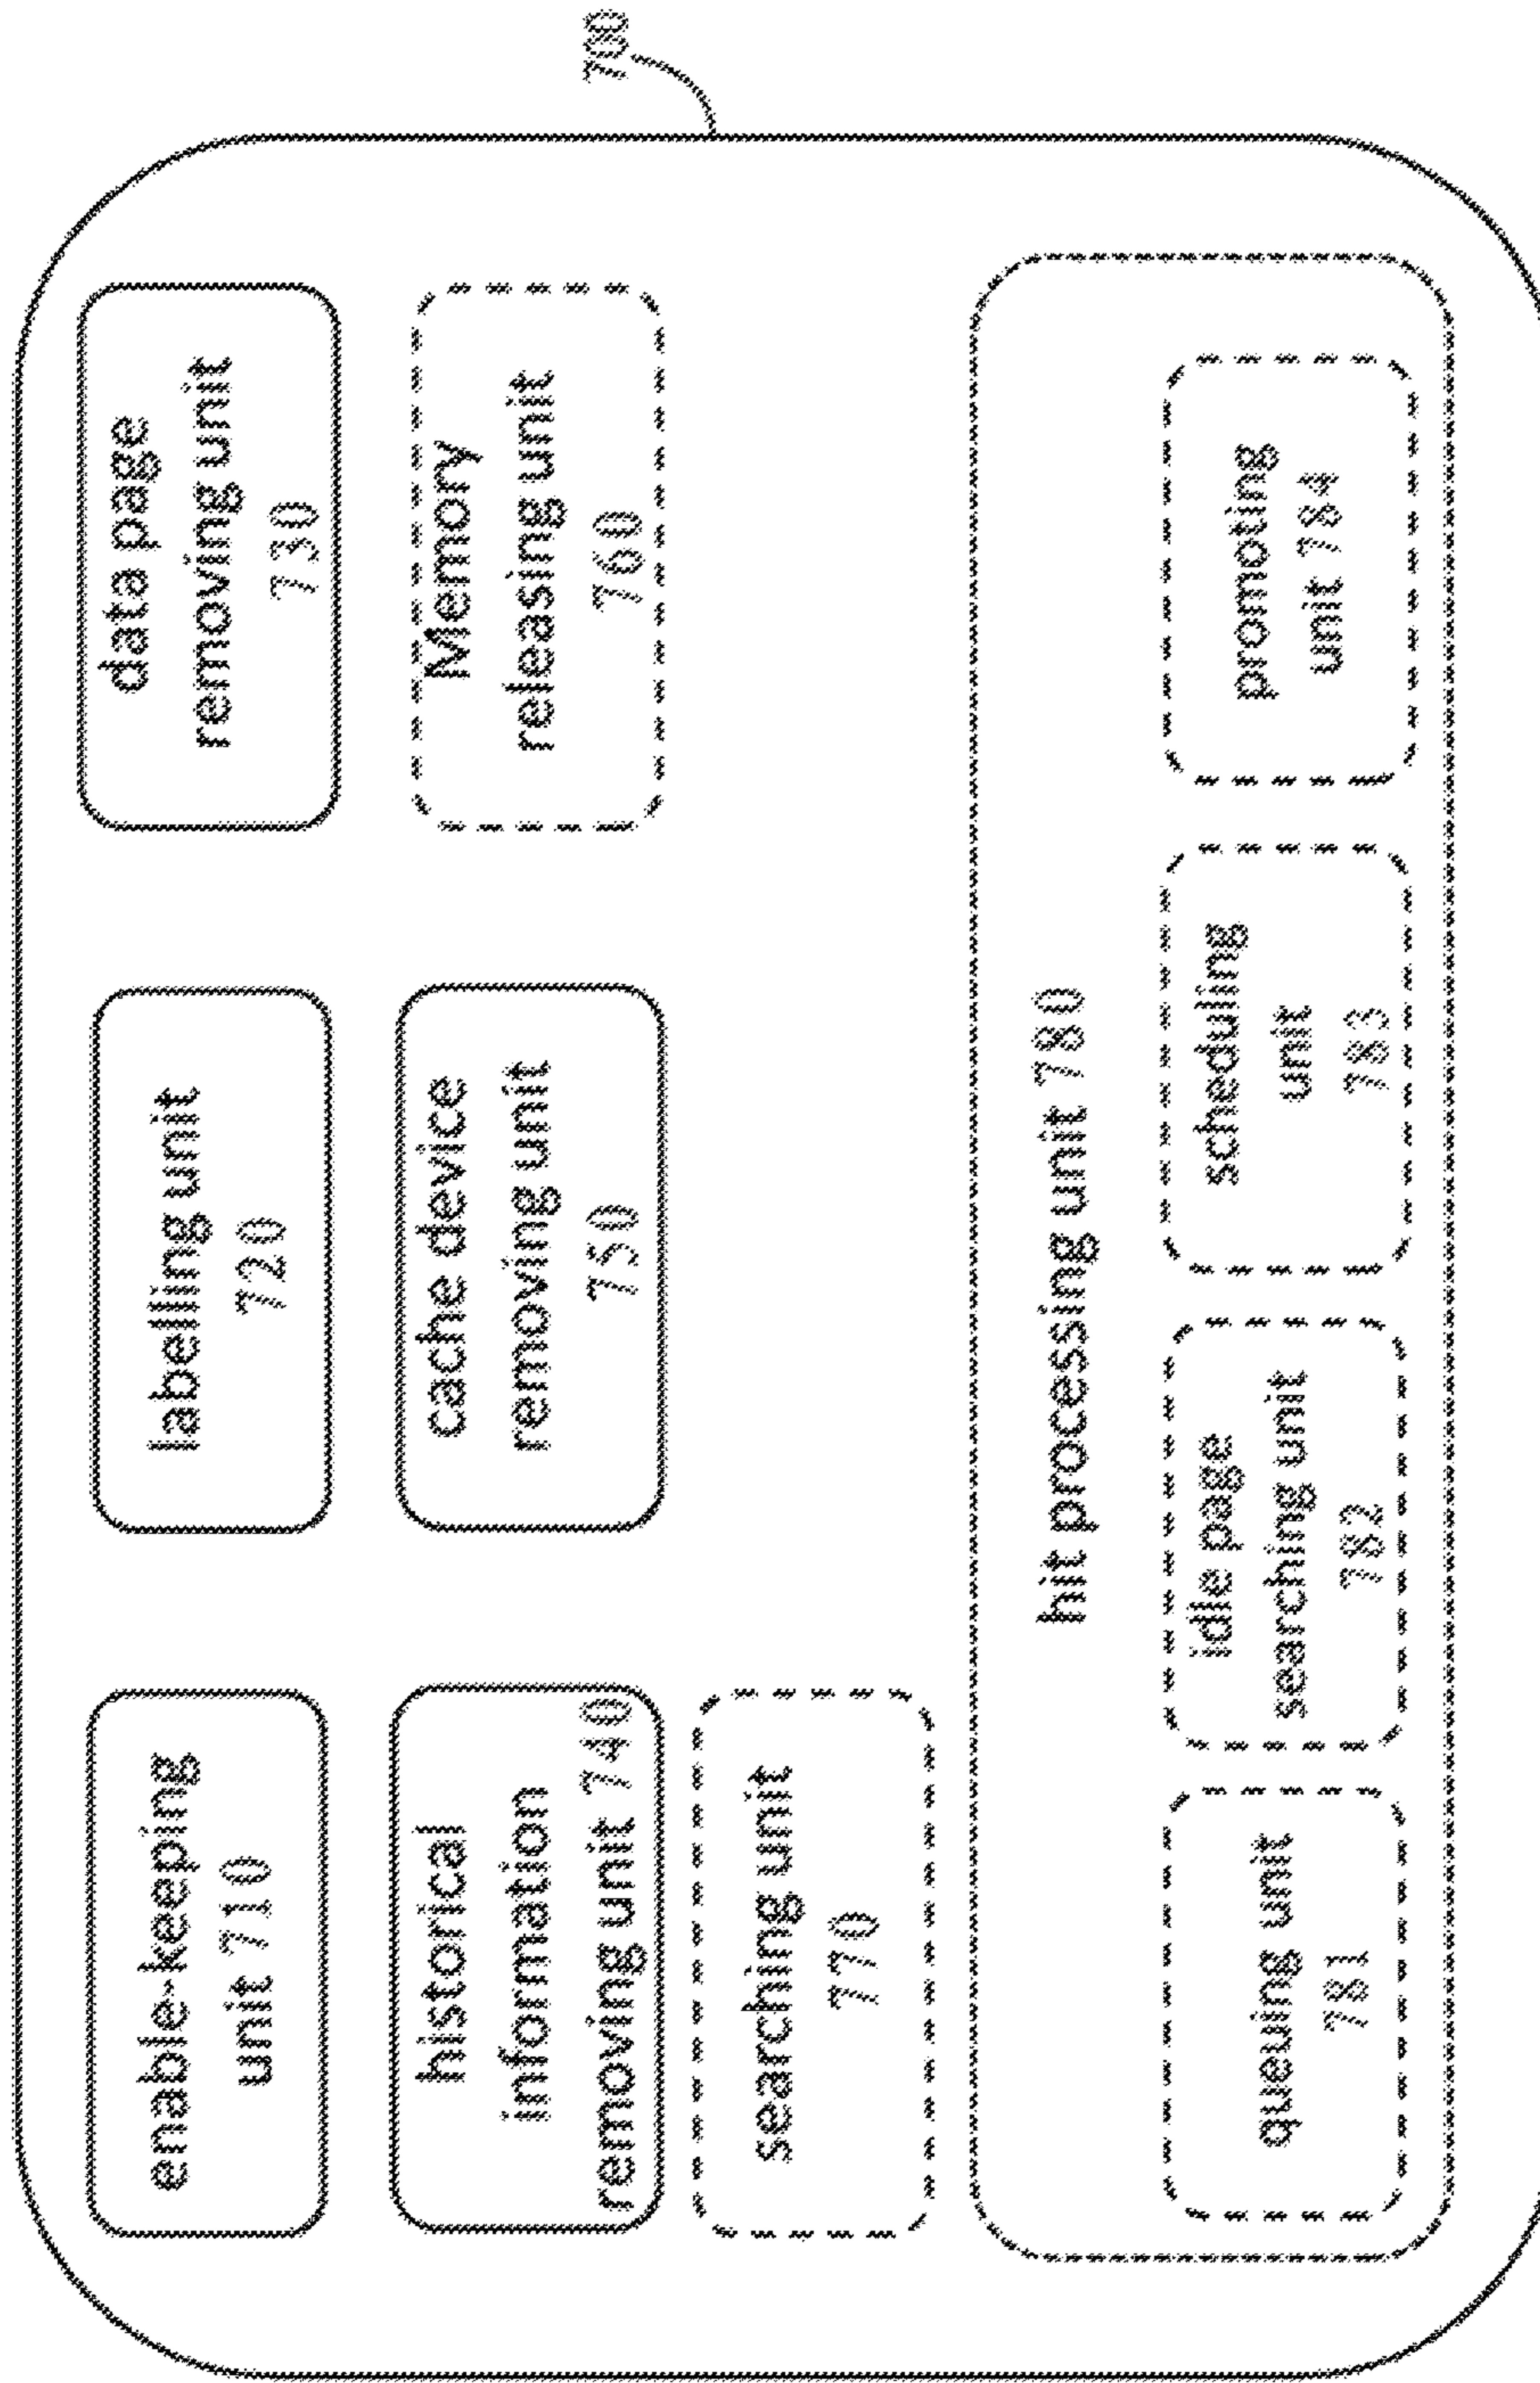 700
enable-keeping
unit 710
labelling unit
720
data page
removing unit
730
historical
information
removing unit 740
cache device
removing unit
750
Memory
releasing unit
760
searching unit
770
hit processing unit 780
queuing unit
781
idle page
searching unit
782
scheduling
unit
783
promoting
unit 784